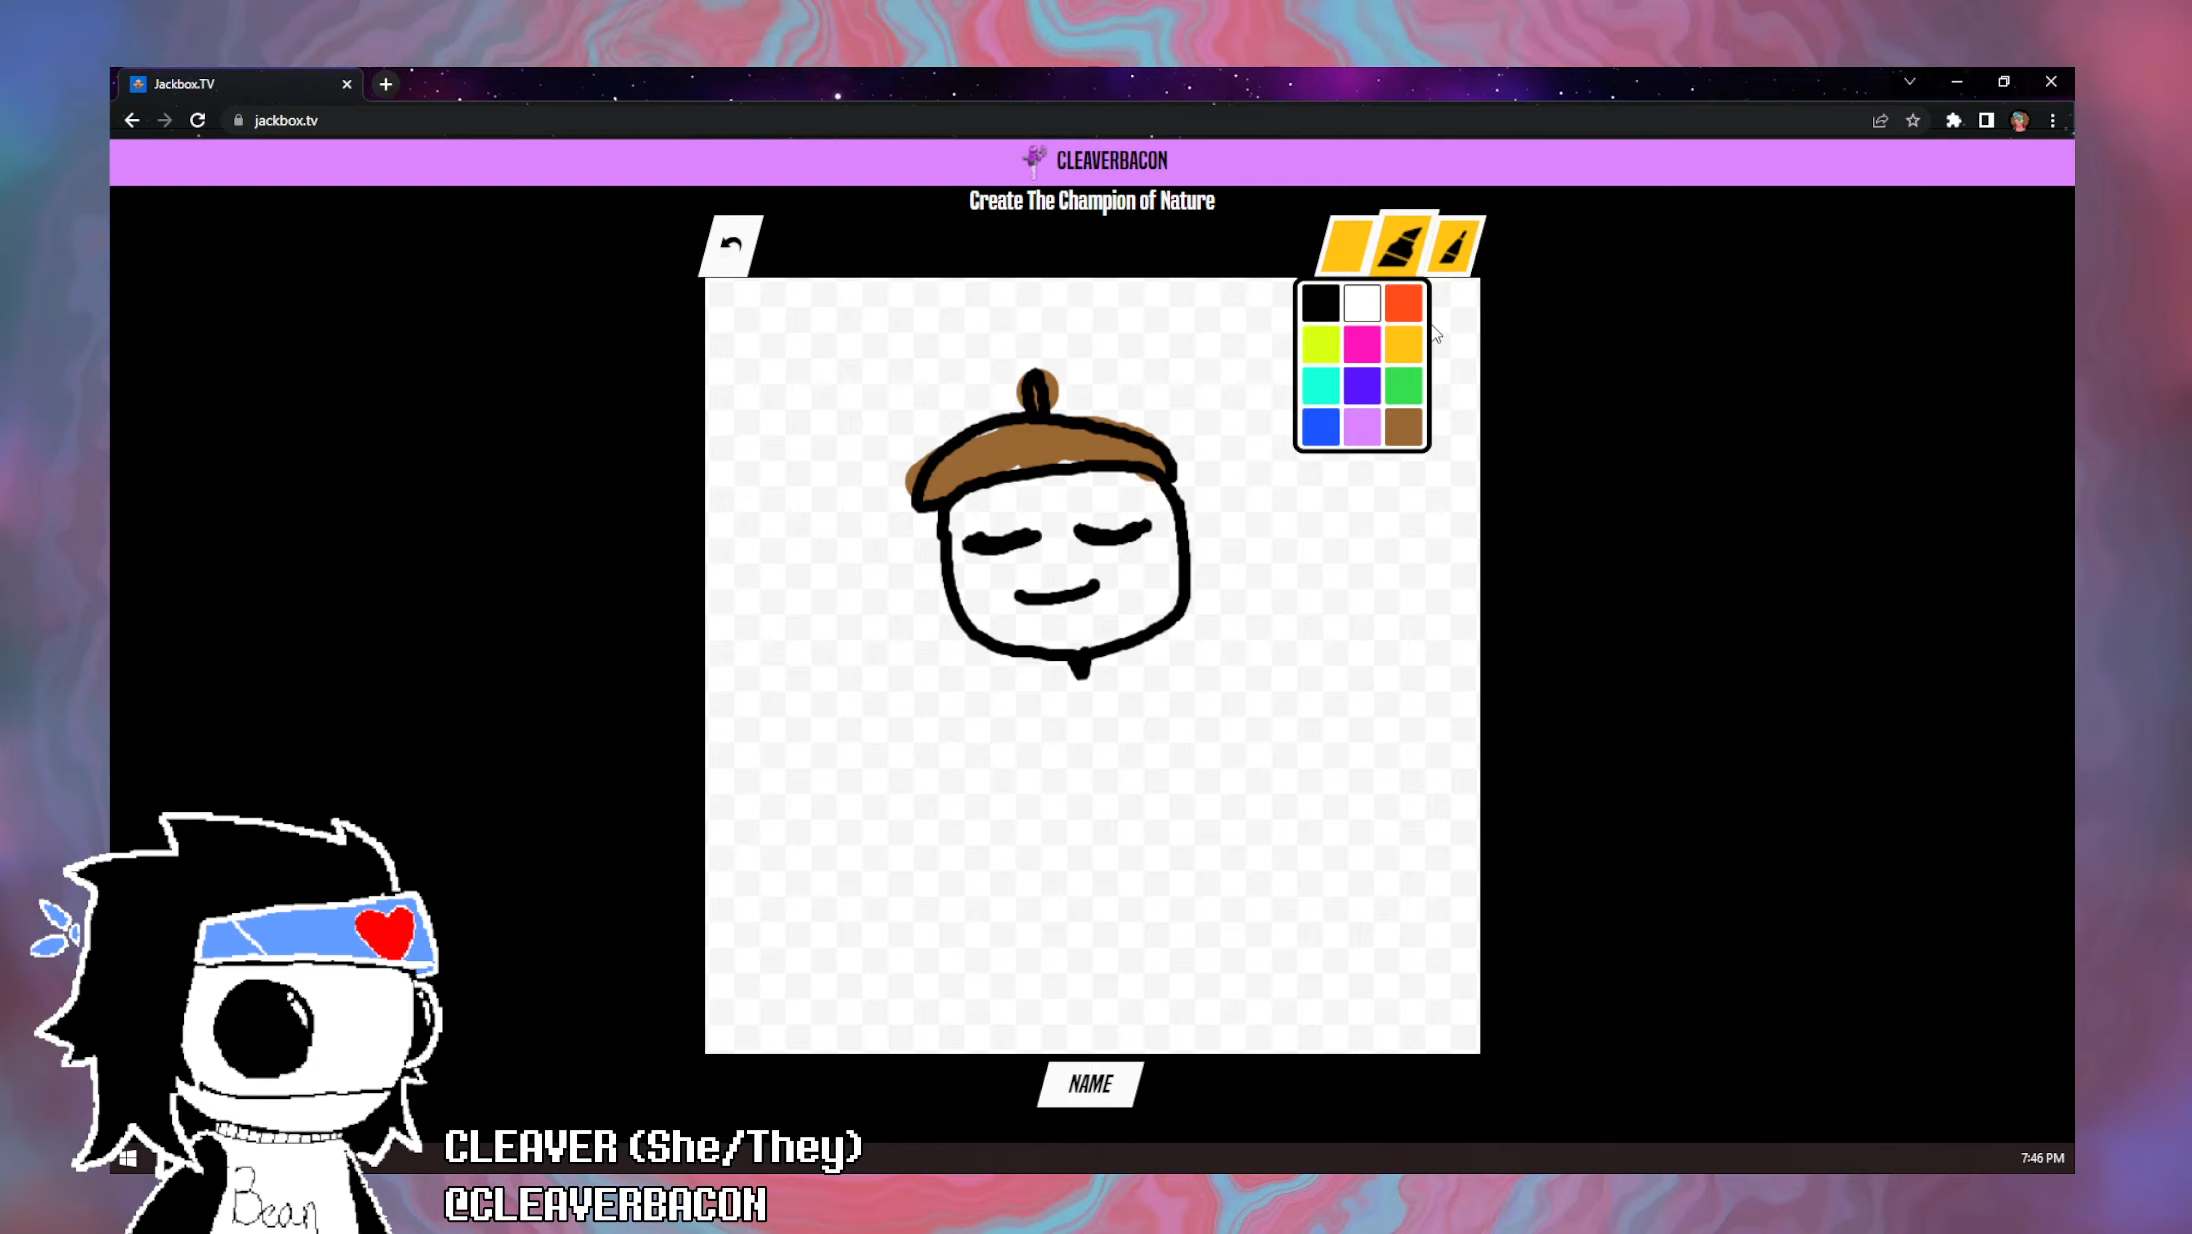 Jackbox.TV
jackbox.tv
CLEAVERBACON
Create The Champion of Nature
NAME
CLEAVER (She/They)
7:46 PM
@CLEAVERBACON
Bean